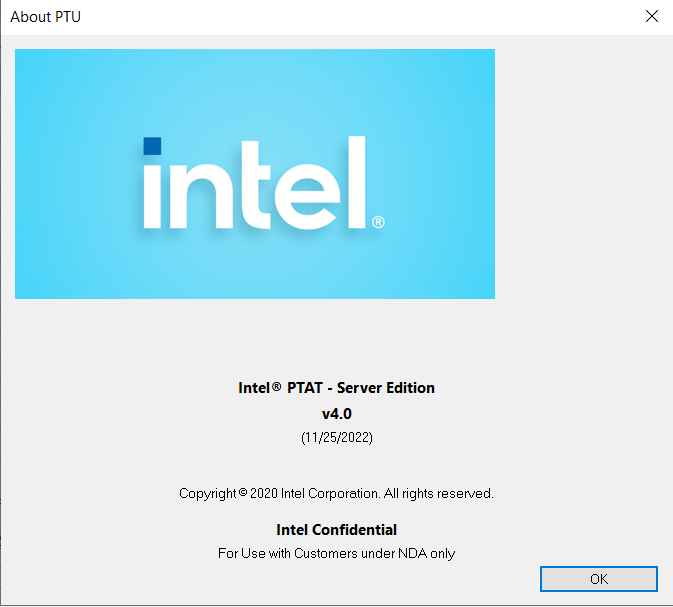 About PTU
intel®
Intel® PTAT - Server Edition
v4.0
(11/25/2022)
Copyright © 2020 Intel Corporation. All rights reserved.
Intel Confidential
For Use with Customers under NDA only
OK